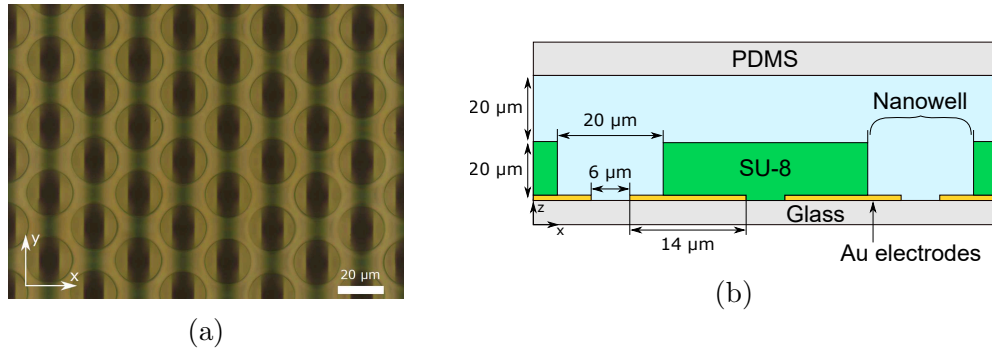 y
x
20 µm
(a)
PDMS
20 µm
Nanowell
20 µm
20 µm
6 µm
SU-8
z
x
Glass
14 µm
Au electrodes
(b)